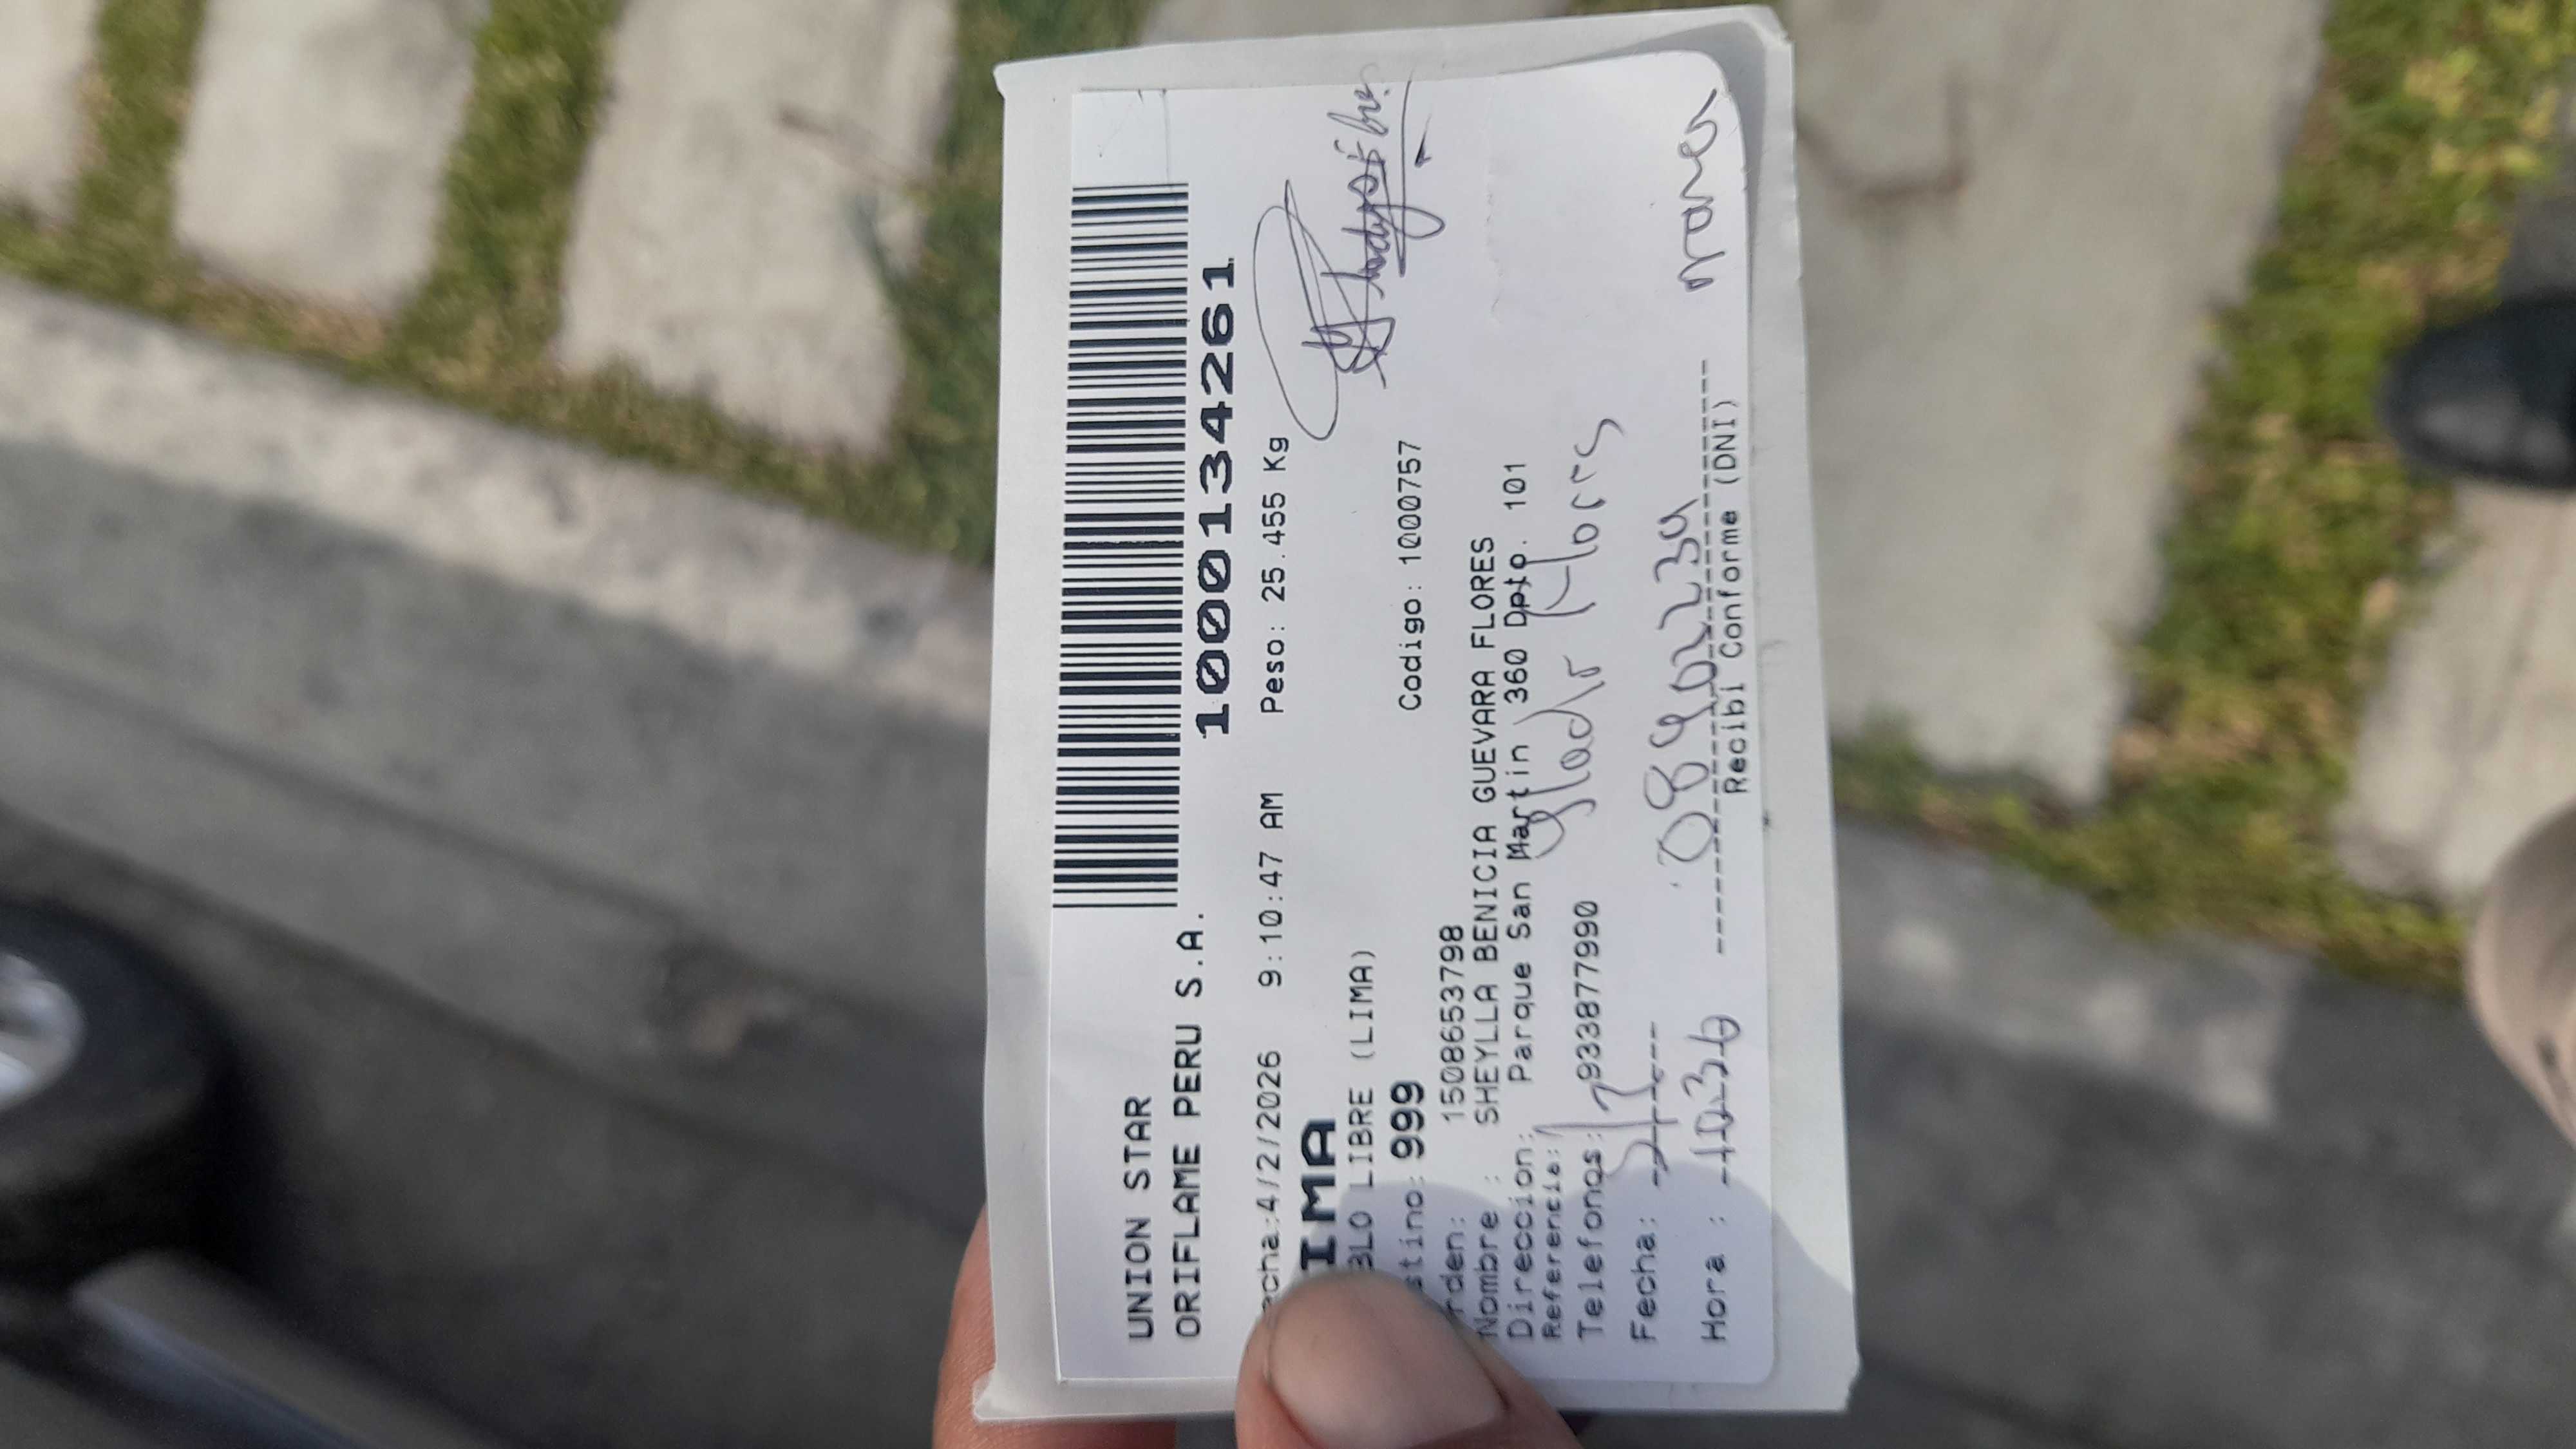 UNION STAR
ORIFLAME PERU S.A.
1000134261
echa:4/2/2026 9:10:47 AM Peso: 25.455 Kg
IMA
BLO LIBRE (LIMA)
stino: 999 Codigo: 1000757
rden: 1508653798
Nombre : SHEYLLA BENICIA GUEVARA FLORES
Direccion: Parque San Martin 360 Dpto. 101
Referencia:
Telefonos: 933877990
Flores
Fecha:
Hora : 1036
Recibi Conforme (DNI)